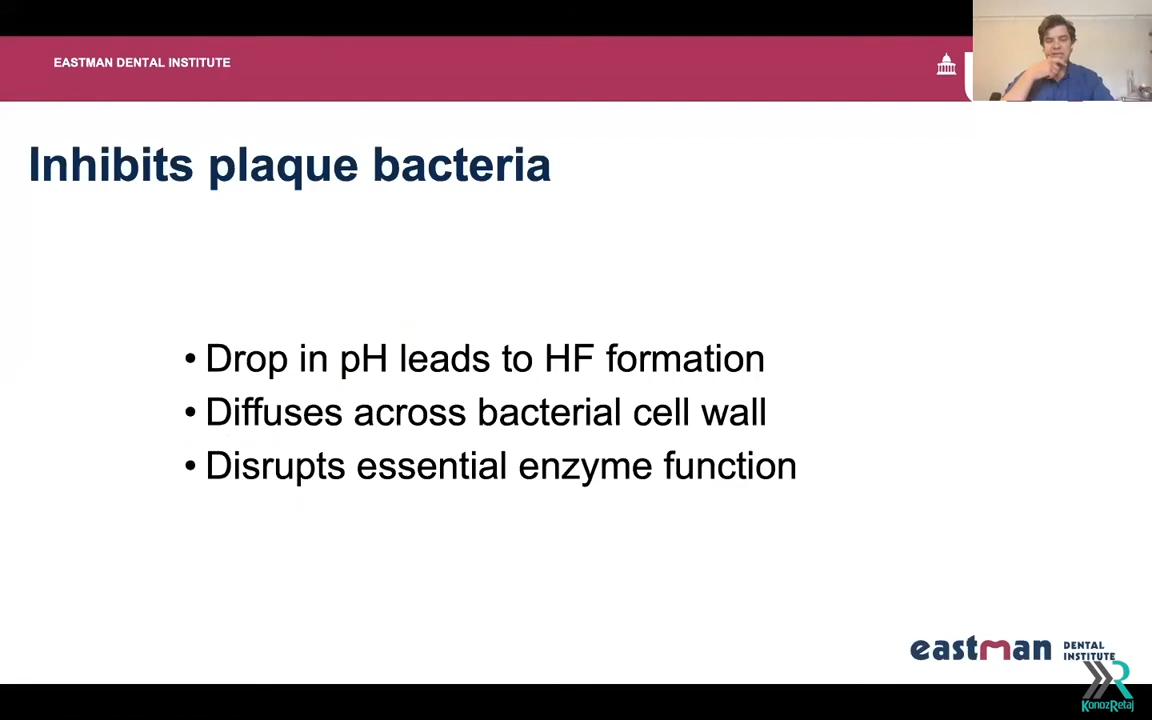 EASTMAN DENTAL INSTITUTE
Inhibits plaque bacteria
• Drop in pH leads to HF formation
• Diffuses across bacterial cell wall
• Disrupts essential enzyme function
eastman DENTAL
INSTITUTE
KonozRetaj